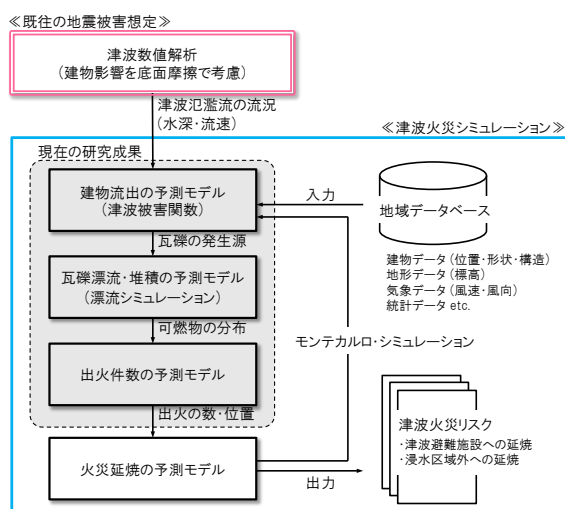 ≪既往の地震被害想定≫
津波数値解析
(建物影響を底面摩擦で考慮)
津波氾濫流の流況
(水深・流速)
≪津波火災シミュレーション≫
現在の研究成果
建物流出の予測モデル
(津波被害関数)
入力
地域データベース
瓦礫の発生源
建物データ(位置・形状・構造)
地形データ(標高)
気象データ(風速・風向)
統計データ etc.
瓦礫漂流・堆積の予測モデル
(漂流シミュレーション)
可燃物の分布
モンテカルロ・シミュレーション
出火件数の予測モデル
出火の数・位置
津波火災リスク
・津波避難施設への延焼
・浸水区域外への延焼
火災延焼の予測モデル
出力